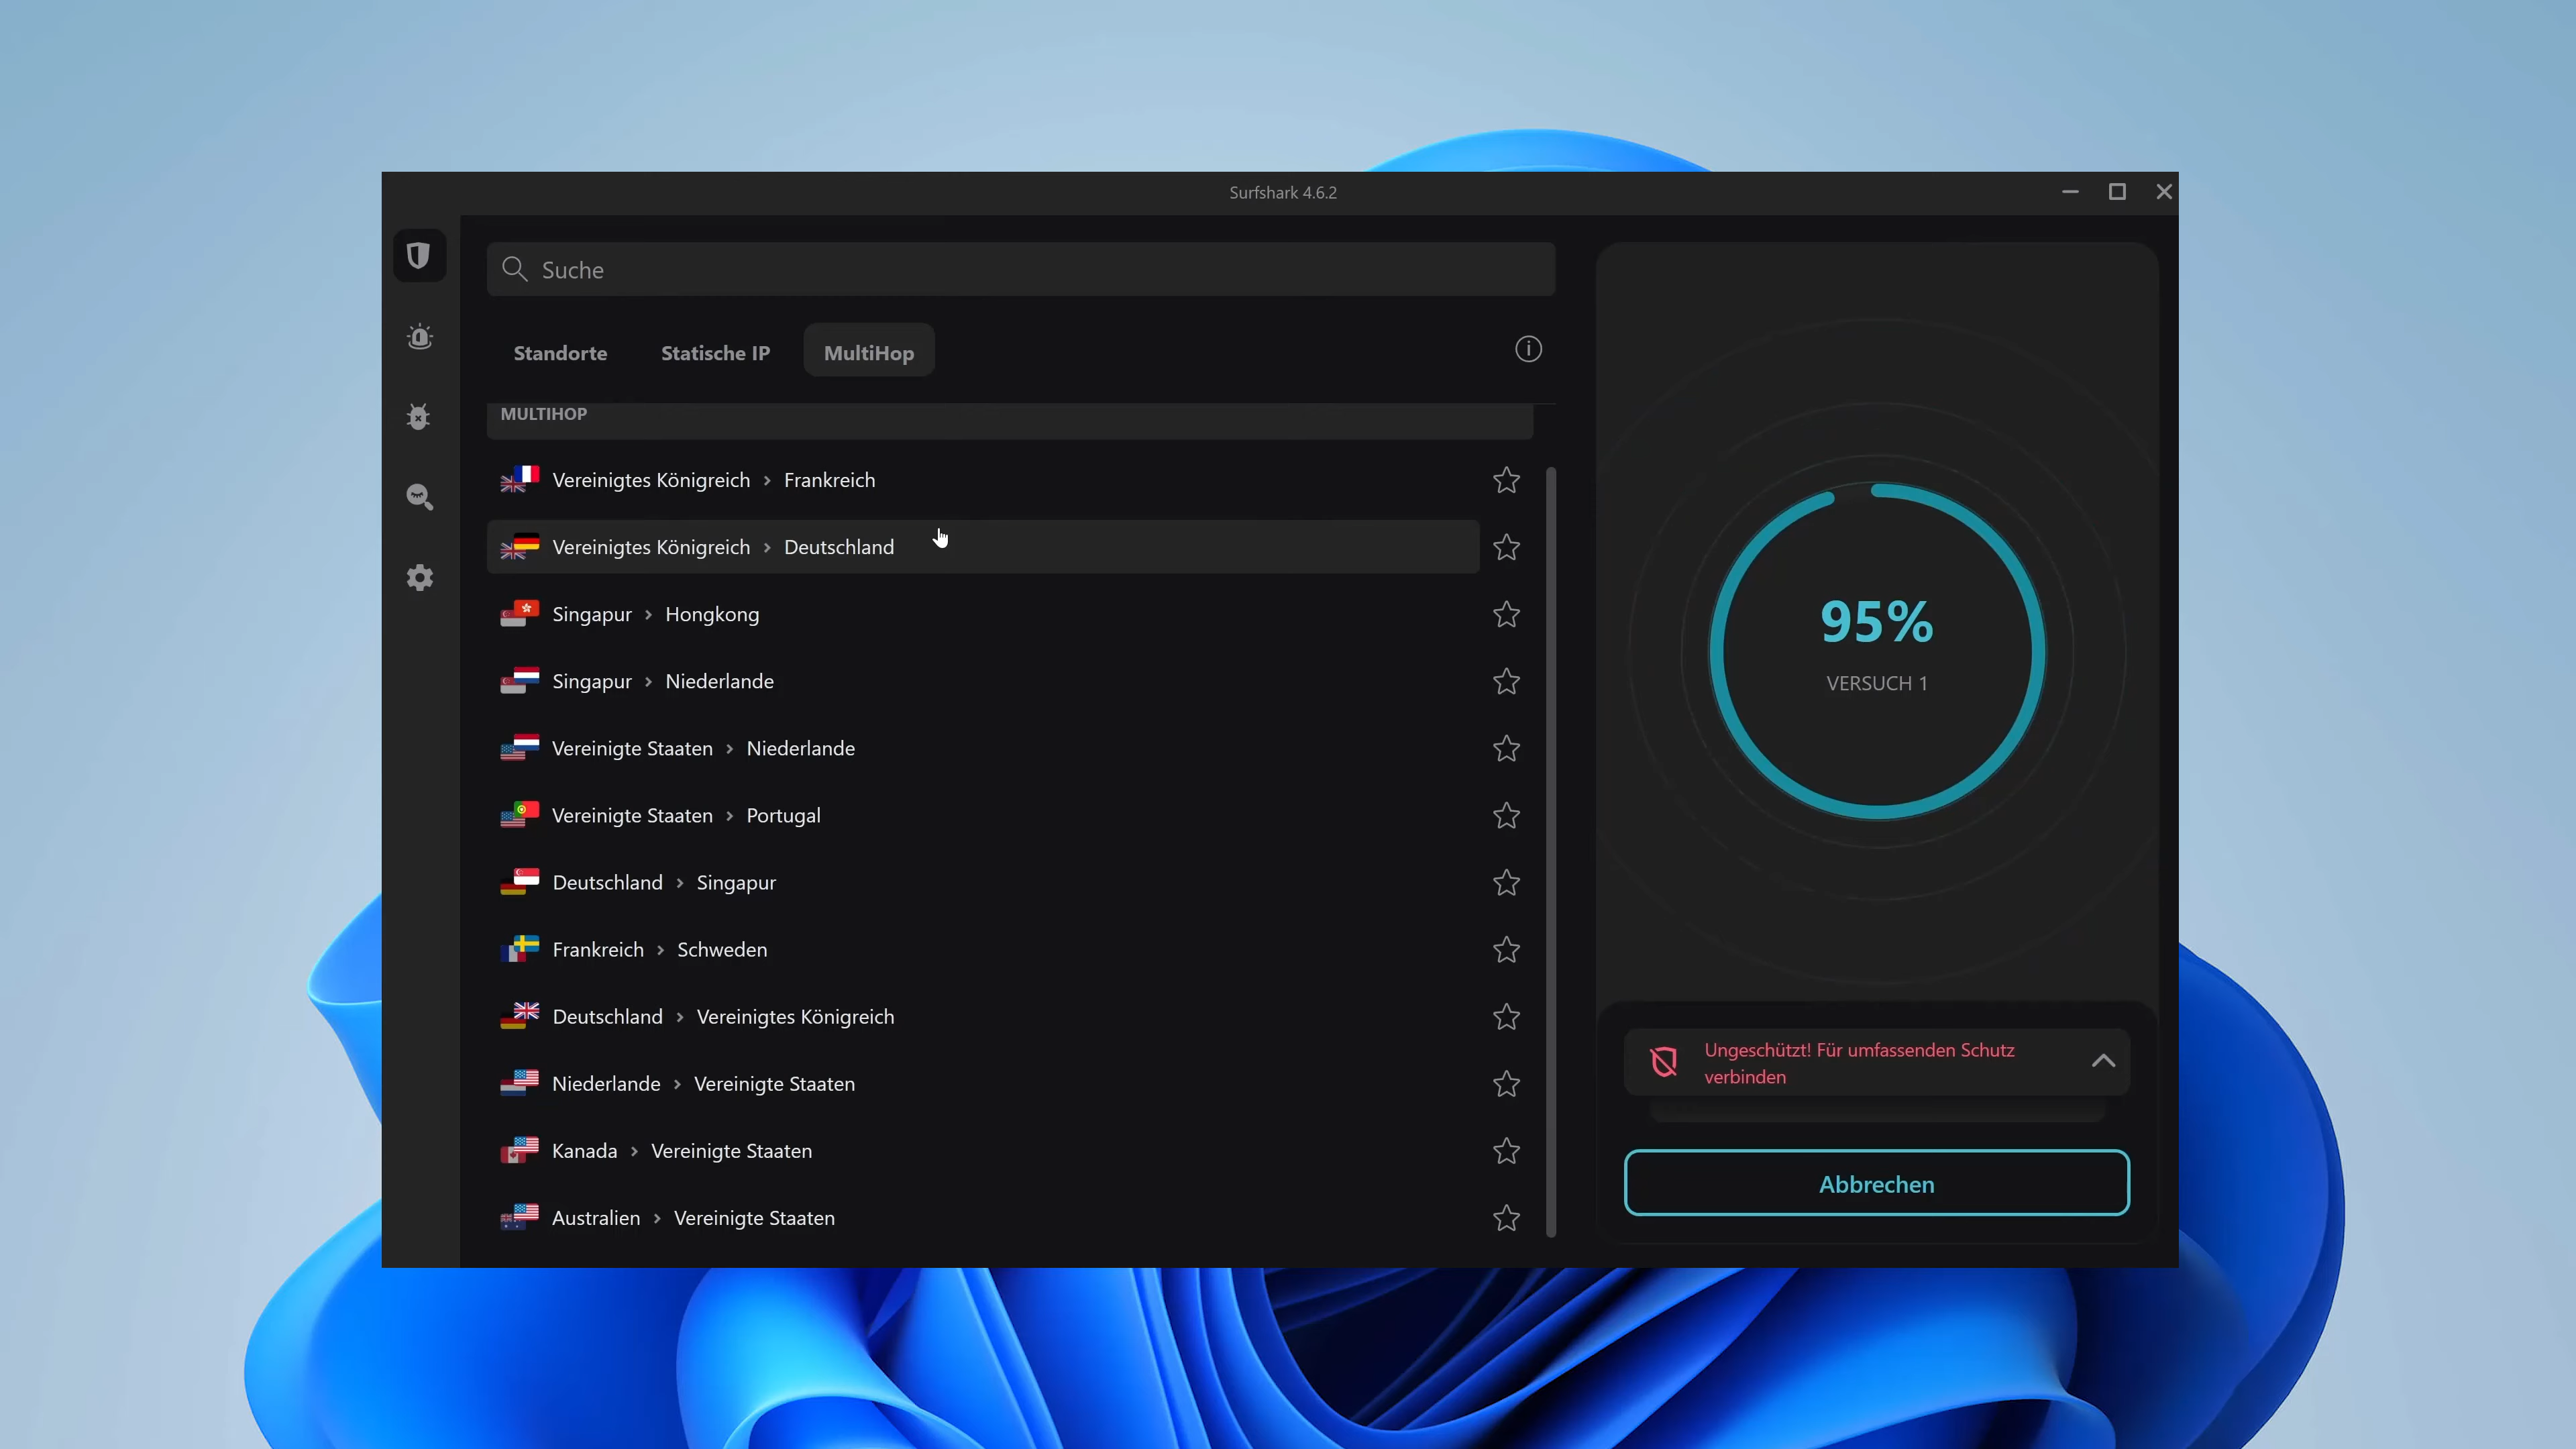 Surfshark 4.6.2
Suche
Standorte Statische IP MultiHop
MULTIHOP
Vereinigtes Königreich › Frankreich
Vereinigtes Königreich › Deutschland
Singapur › Hongkong
Singapur › Niederlande
Vereinigte Staaten › Niederlande
Vereinigte Staaten › Portugal
Deutschland › Singapur
Frankreich › Schweden
Deutschland › Vereinigtes Königreich
Niederlande › Vereinigte Staaten
Kanada › Vereinigte Staaten
Australien › Vereinigte Staaten
95%
VERSUCH 1
Ungeschützt! Für umfassenden Schutz
verbinden
Abbrechen